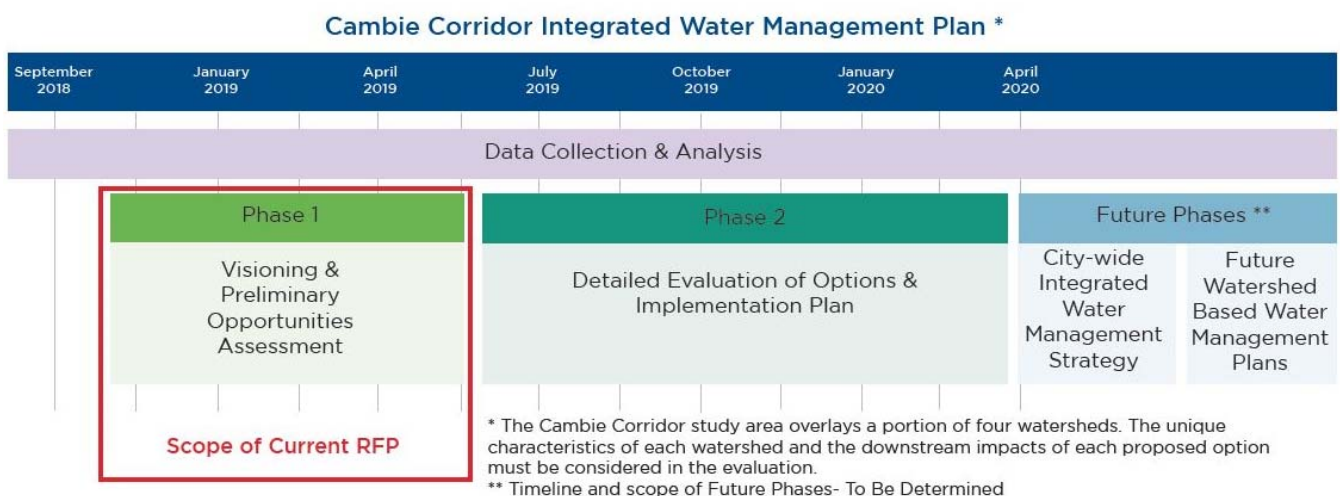 Cambie Corridor Integrated Water Management Plan *
September
2018
January
2019
April
2019
July
2019
October
2019
January
2020
April
2020
Data Collection & Analysis
Phase 1
Visioning &
Preliminary
Opportunities
Assessment
Phase 2
Detailed Evaluation of Options &
Implementation Plan
Future Phases **
City-wide
Integrated
Water
Management
Strategy
Future
Watershed
Based Water
Management
Plans
Scope of Current RFP
* The Cambie Corridor study area overlays a portion of four watersheds. The unique
characteristics of each watershed and the downstream impacts of each proposed option
must be considered in the evaluation.
** Timeline and scope of Future Phases- To Be Determined